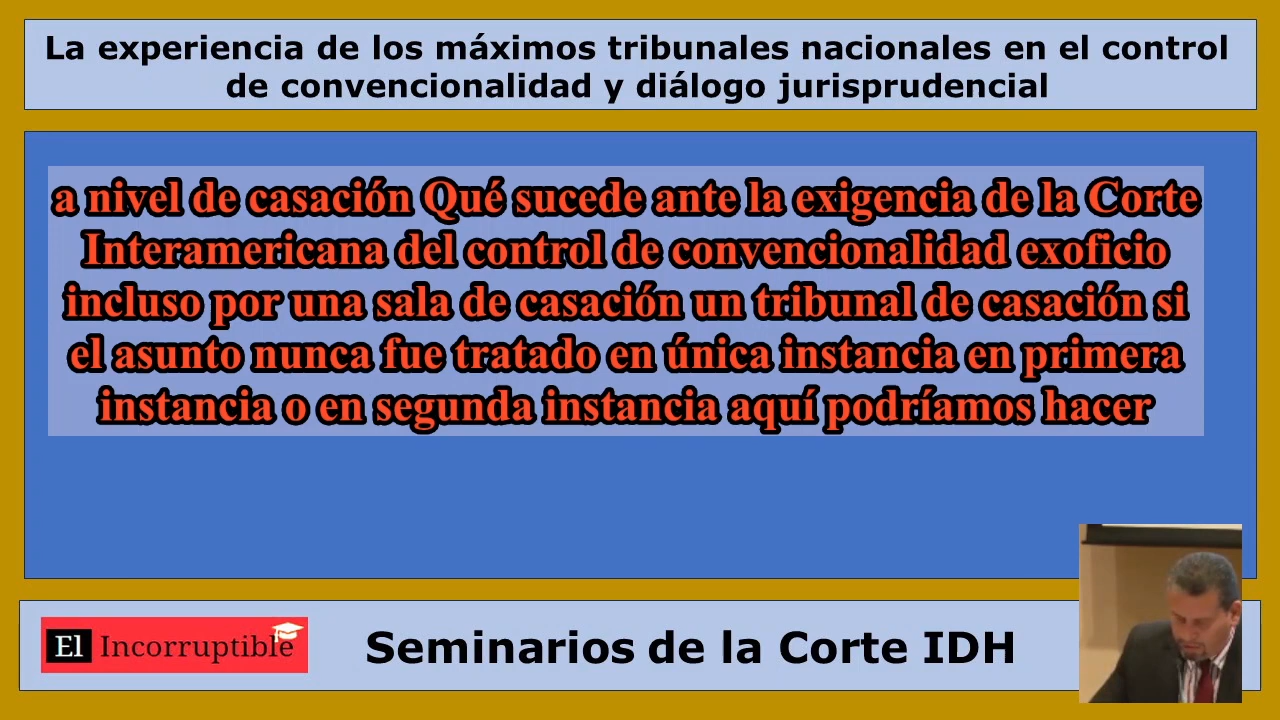 La experiencia de los máximos tribunales nacionales en el control
de convencionalidad y diálogo jurisprudencial
a nivel de casación Qué sucede ante la exigencia de la Corte
Interamericana del control de convencionalidad exoficio
incluso por una sala de casación un tribunal de casación si
el asunto nunca fue tratado en única instancia en primera
instancia o en segunda instancia aquí podríamos hacer
El Incorruptible
Seminarios de la Corte IDH